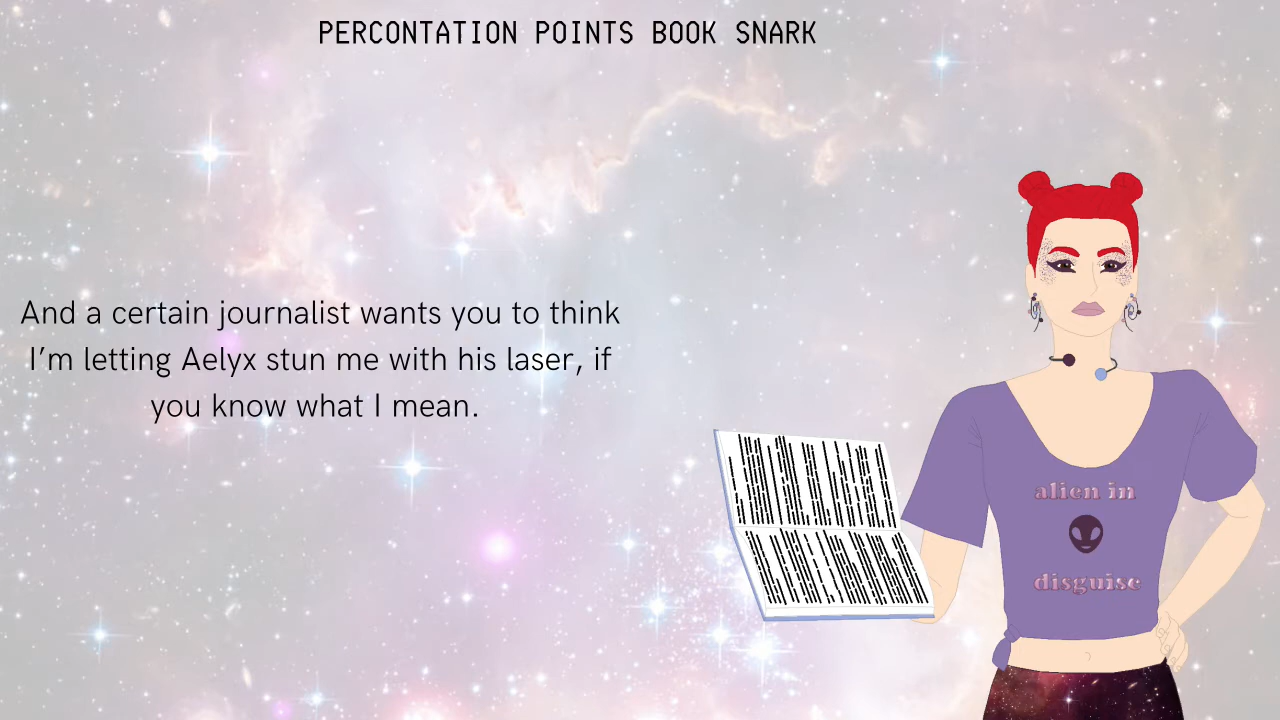 PERCONTATION POINTS BOOK SNARK
And a certain journalist wants you to think
I’m letting Aelyx stun me with his laser, if
you know what I mean.
alien in
disguise